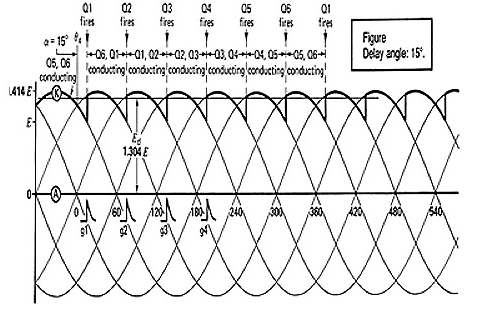 Q1 Q2 Q3 Q4 Q5 Q6 Q1
fires fires fires fires fires fires fires
α = 15° θ₀
Q6, Q1 Q1, Q2 Q2, Q3 Q3, Q4 Q4, Q5 Q5, Q6
Q5, Q6 conducting conducting conducting conducting conducting conducting
conducting
Figure
Delay angle: 15°.
1.414 E
K
E
Ed
1.304 E
0
A
0 60 120 180 240 300 360 420 480 540
g1 g2 g3 g4